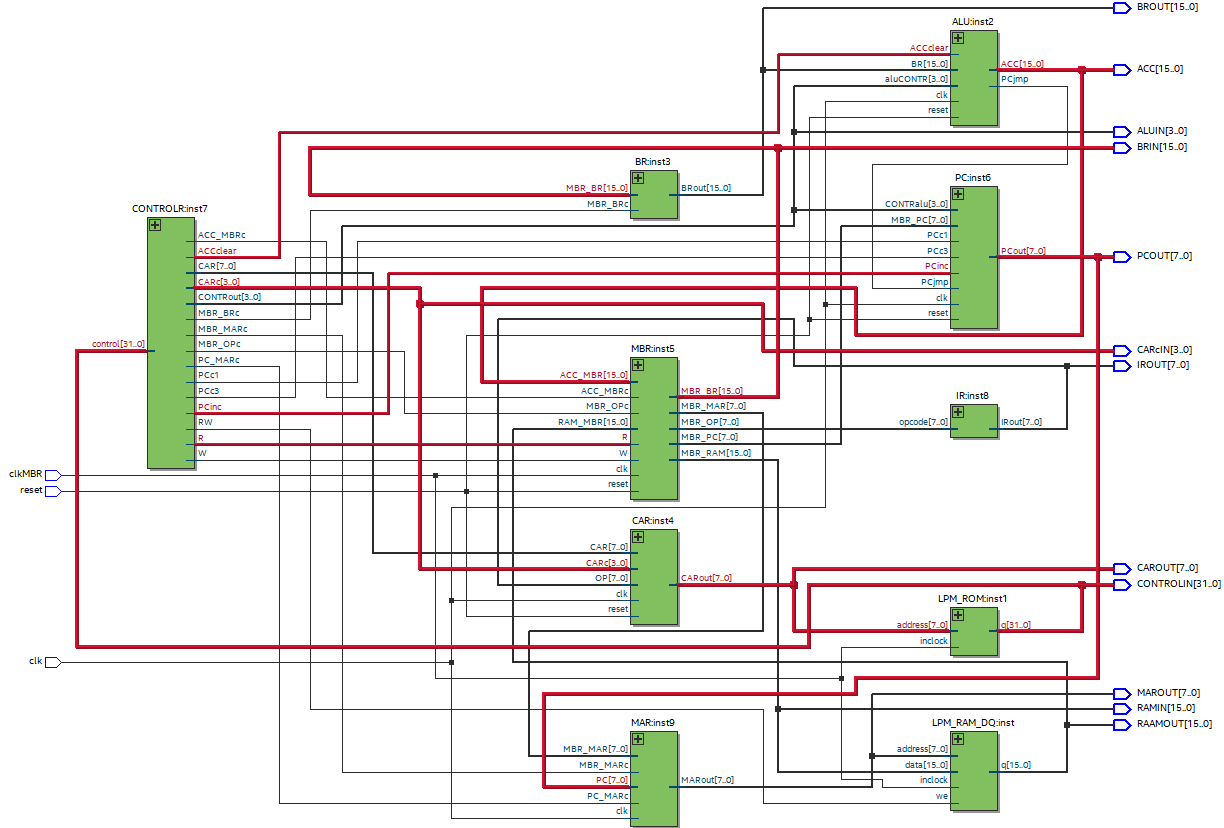 BROUT[15..0]
ALU:inst2
ACCclear
BR[15..0]
aluCONTR[3..0]
clk
reset
ACC[15..0]
PCjmp
ACC[15..0]
ALUIN[3..0]
BRIN[15..0]
BR:inst3
MBR_BR[15..0]
MBR_BRc
BRout[15..0]
PC:inst6
CONTRalu[3..0]
MBR_PC[7..0]
PCc1
PCc3
PCinc
PCjmp
clk
reset
PCout[7..0]
PCOUT[7..0]
CONTROLR:inst7
control[31..0]
ACC_MBRc
ACCclear
CAR[7..0]
CARc[3..0]
CONTRout[3..0]
MBR_BRc
MBR_MARc
MBR_OPc
PC_MARc
PCc1
PCc3
PCinc
RW
R
W
CARcIN[3..0]
IROUT[7..0]
MBR:inst5
ACC_MBR[15..0]
ACC_MBRc
MBR_OPc
RAM_MBR[15..0]
R
W
clk
reset
MBR_BR[15..0]
MBR_MAR[7..0]
MBR_OP[7..0]
MBR_PC[7..0]
MBR_RAM[15..0]
IR:inst8
opcode[7..0]
IRout[7..0]
clkMBR
reset
CAR:inst4
CAR[7..0]
CARc[3..0]
OP[7..0]
clk
reset
CARout[7..0]
CAROUT[7..0]
CONTROLIN[31..0]
LPM_ROM:inst1
address[7..0]
inclock
q[31..0]
clk
MAROUT[7..0]
RAMIN[15..0]
RAAMOUT[15..0]
MAR:inst9
MBR_MAR[7..0]
MBR_MARc
PC[7..0]
PC_MARc
clk
MARout[7..0]
LPM_RAM_DQ:inst
address[7..0]
data[15..0]
inclock
we
q[15..0]